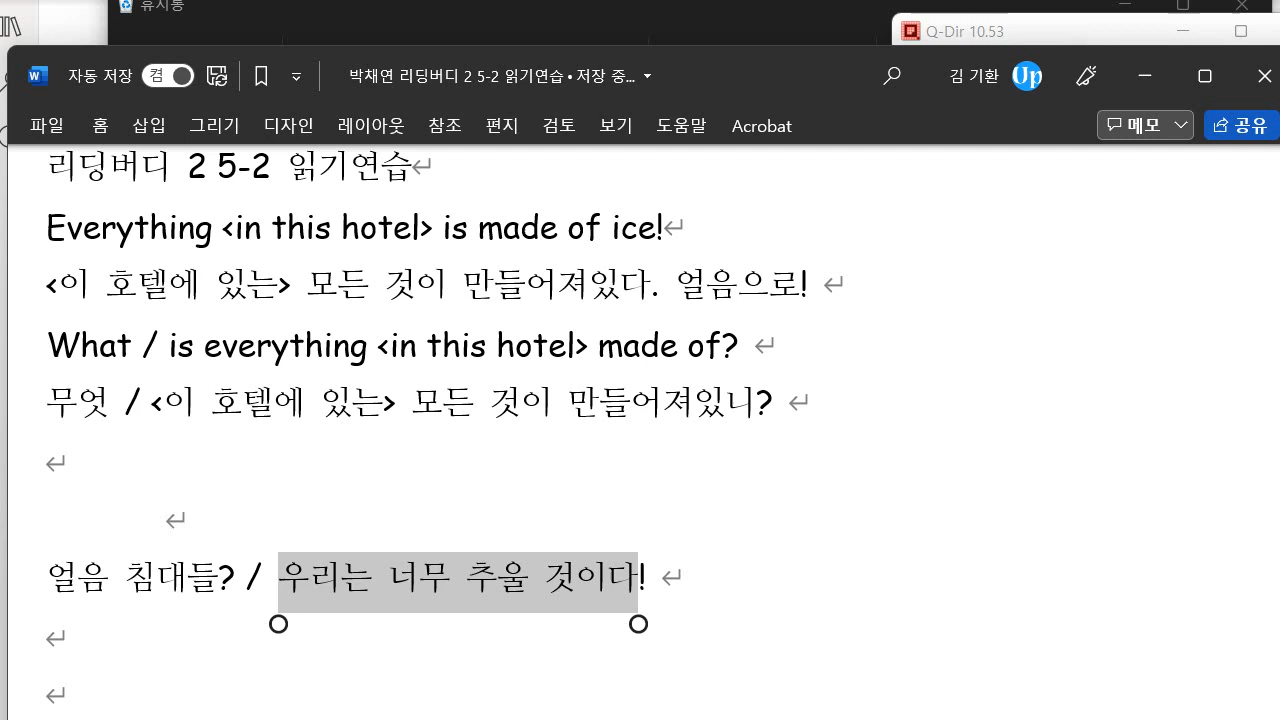 휴지통
Q-Dir 10.53
자동 저장 켬 박채연 리딩버디 2 5-2 읽기연습 • 저장 중... 김 기환 Up
파일 홈 삽입 그리기 디자인 레이아웃 참조 편지 검토 보기 도움말 Acrobat 메모 공유
리딩버디 2 5-2 읽기연습
Everything <in this hotel> is made of ice!
<이 호텔에 있는> 모든 것이 만들어져있다. 얼음으로!
What / is everything <in this hotel> made of?
무엇 / <이 호텔에 있는> 모든 것이 만들어져있니?
얼음 침대들? / 우리는 너무 추울 것이다!